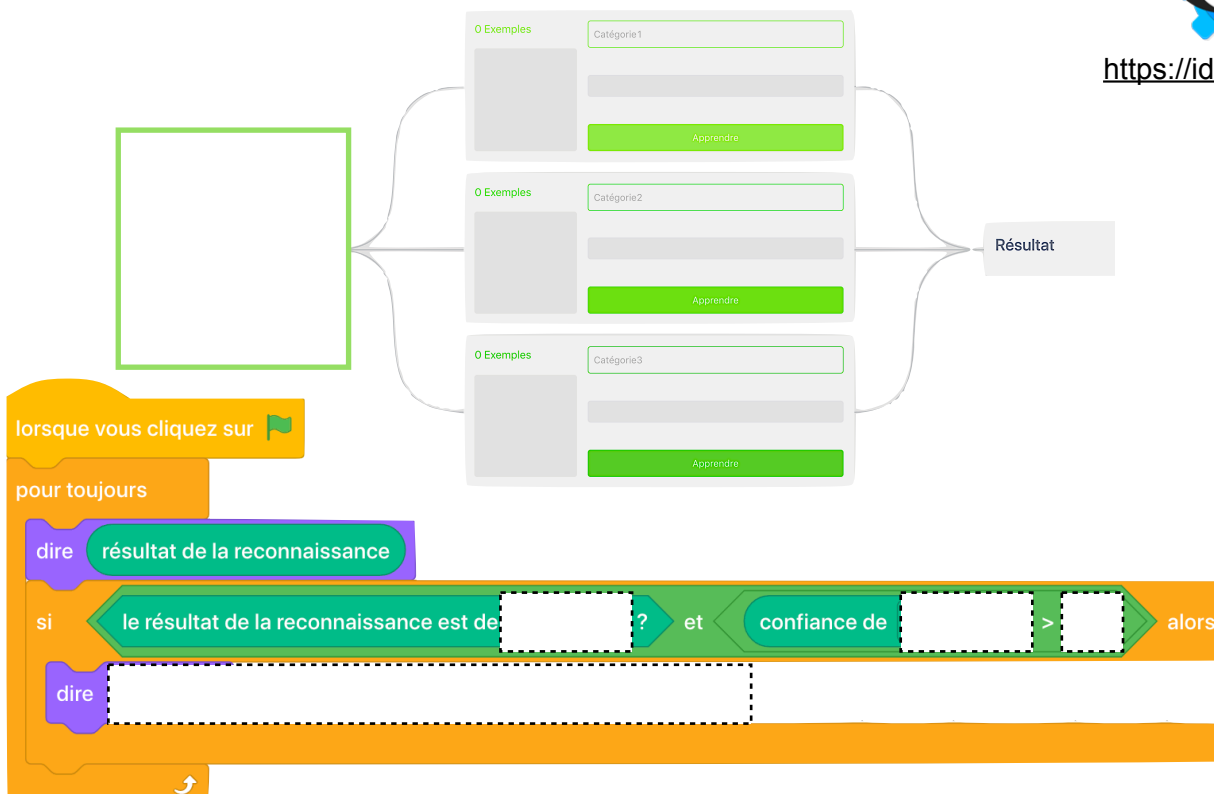 0 Exemples
Catégorie1
Apprendre
https://id
0 Exemples
Catégorie2
Apprendre
Résultat
0 Exemples
Catégorie3
Apprendre
lorsque vous cliquez sur
pour toujours
dire résultat de la reconnaissance
si le résultat de la reconnaissance est de ? et confiance de > alors
dire